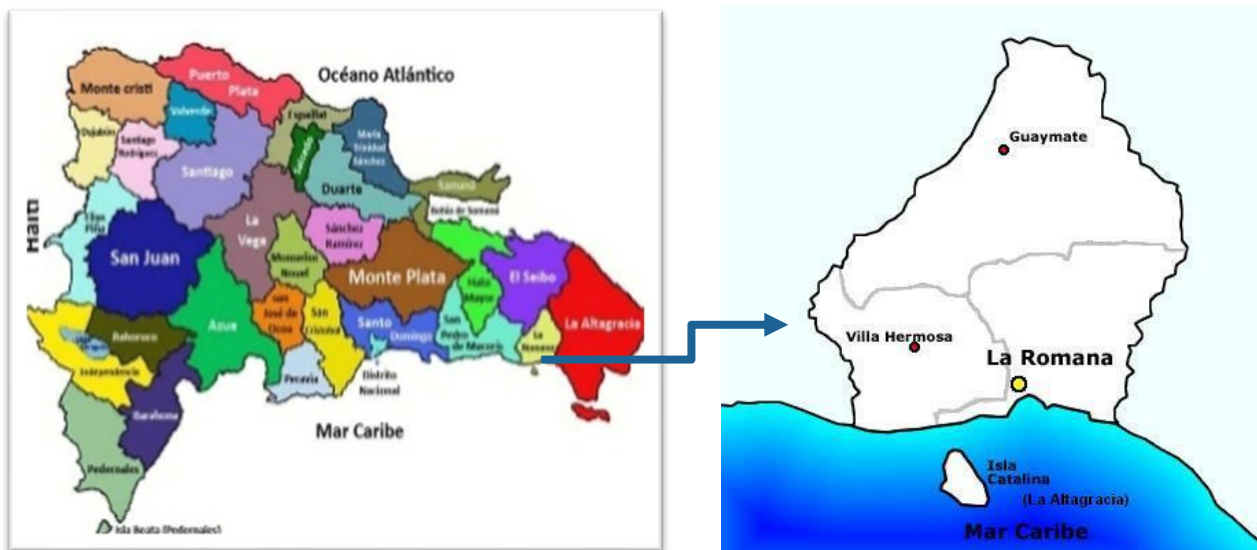 Océano Atlántico
Puerto
Plata
Monte cristi
Valverde
Espaillat
Dajabón
Santiago
Rodríguez
María
Trinidad
Sánchez
Santiago
Duarte
Samaná
Bahía de Samaná
Haití
Elías
Piña
La
Vega
Sánchez
Ramírez
San Juan
Monseñor
Nouel
Monte Plata
El Seibo
Hato
Mayor
La Altagracia
Azua
San
José de
Ocoa
San
Cristóbal
Santo
Domingo
San
Pedro
de Macorís
La
Romana
Bahoruco
Independencia
Peravia
Distrito
Nacional
Barahona
Mar Caribe
Pedernales
Isla Beata (Pedernales)
Guaymate
Villa Hermosa
La Romana
Isla
Catalina
(La Altagracia)
Mar Caribe